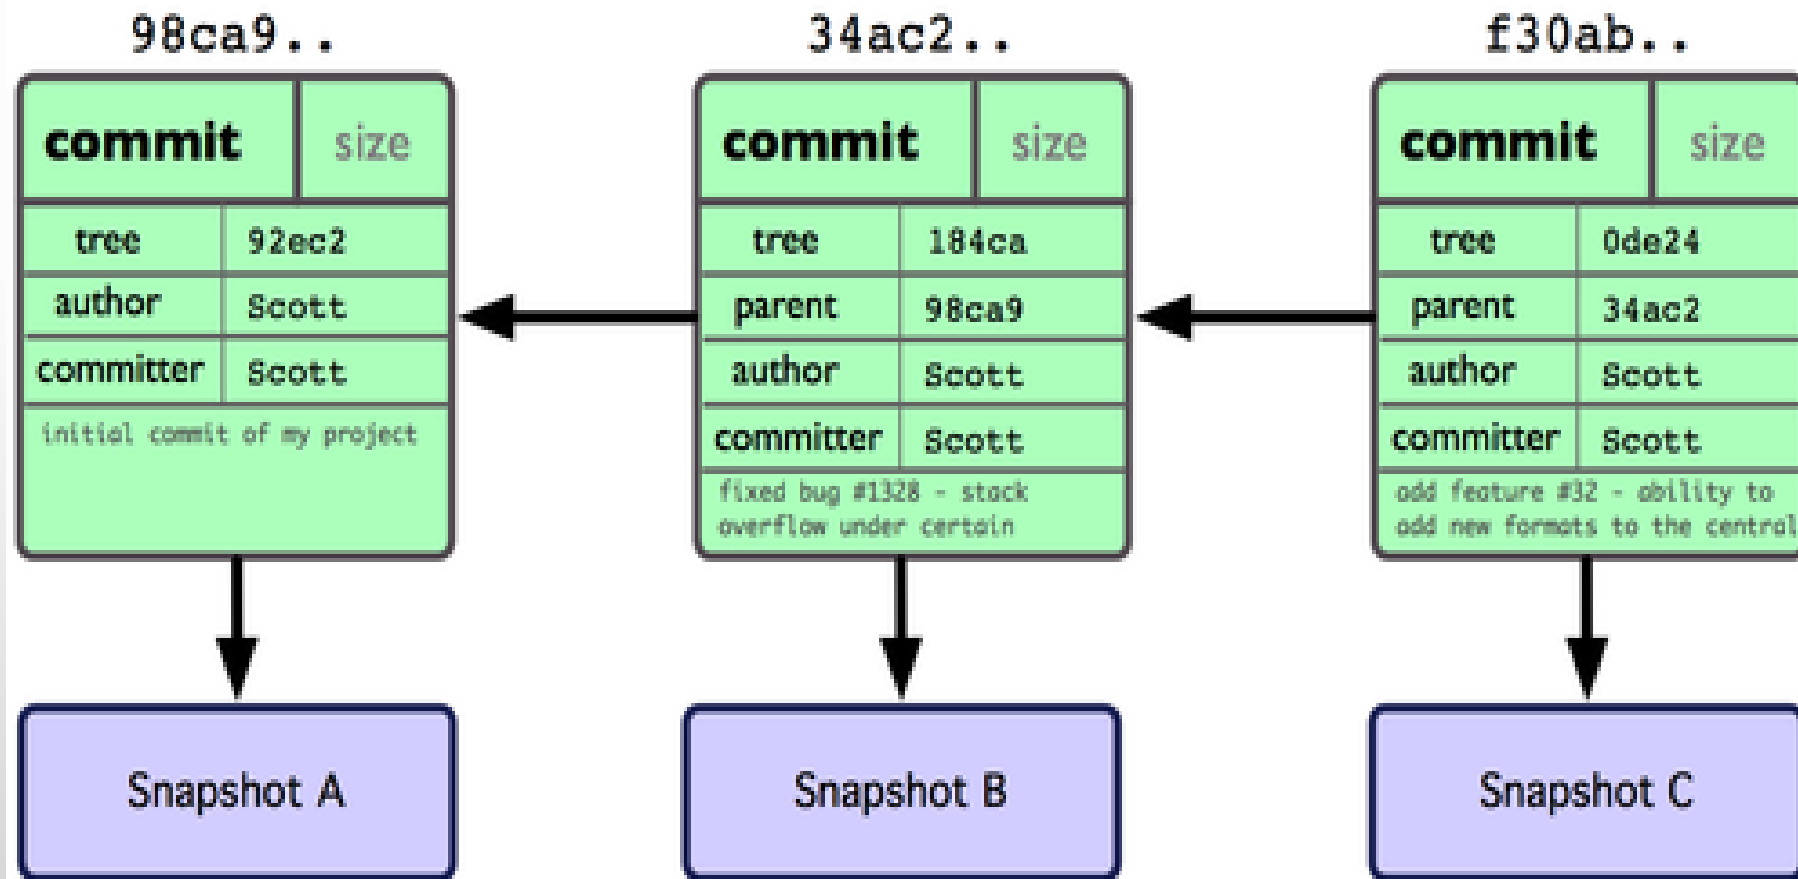 98ca9..
commit size
tree 92ec2
author Scott
committer Scott
initial commit of my project
Snapshot A
34ac2..
commit size
tree 184ca
parent 98ca9
author Scott
committer Scott
fixed bug #1328 - stack
overflow under certain
Snapshot B
f30ab..
commit size
tree 0de24
parent 34ac2
author Scott
committer Scott
add feature #32 - ability to
add new formats to the central
Snapshot C